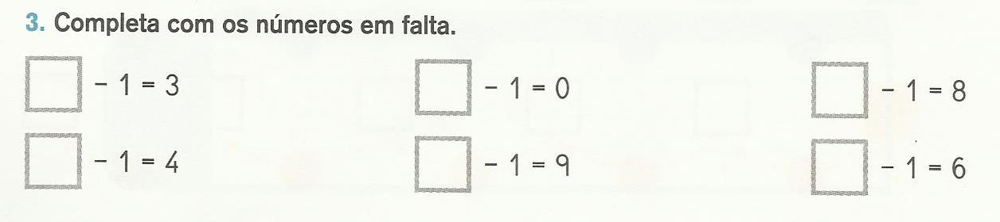 3. Completa com os números em falta.
☐ - 1 = 3 ☐ - 1 = 0 ☐ - 1 = 8
☐ - 1 = 4 ☐ - 1 = 9 ☐ - 1 = 6